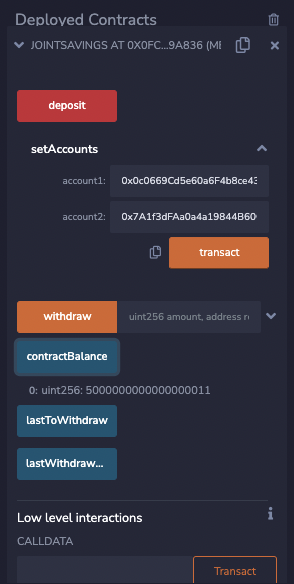 Deployed Contracts
JOINTSAVINGS AT 0X0FC...9A836 (ME
deposit
setAccounts
account1: 0x0c0669Cd5e60a6F4b8ce43
account2: 0x7A1f3dFAa0a4a19844B60
transact
withdraw uint256 amount, address re
contractBalance
0: uint256: 5000000000000000011
lastToWithdraw
lastWithdraw...
Low level interactions
CALLDATA
Transact